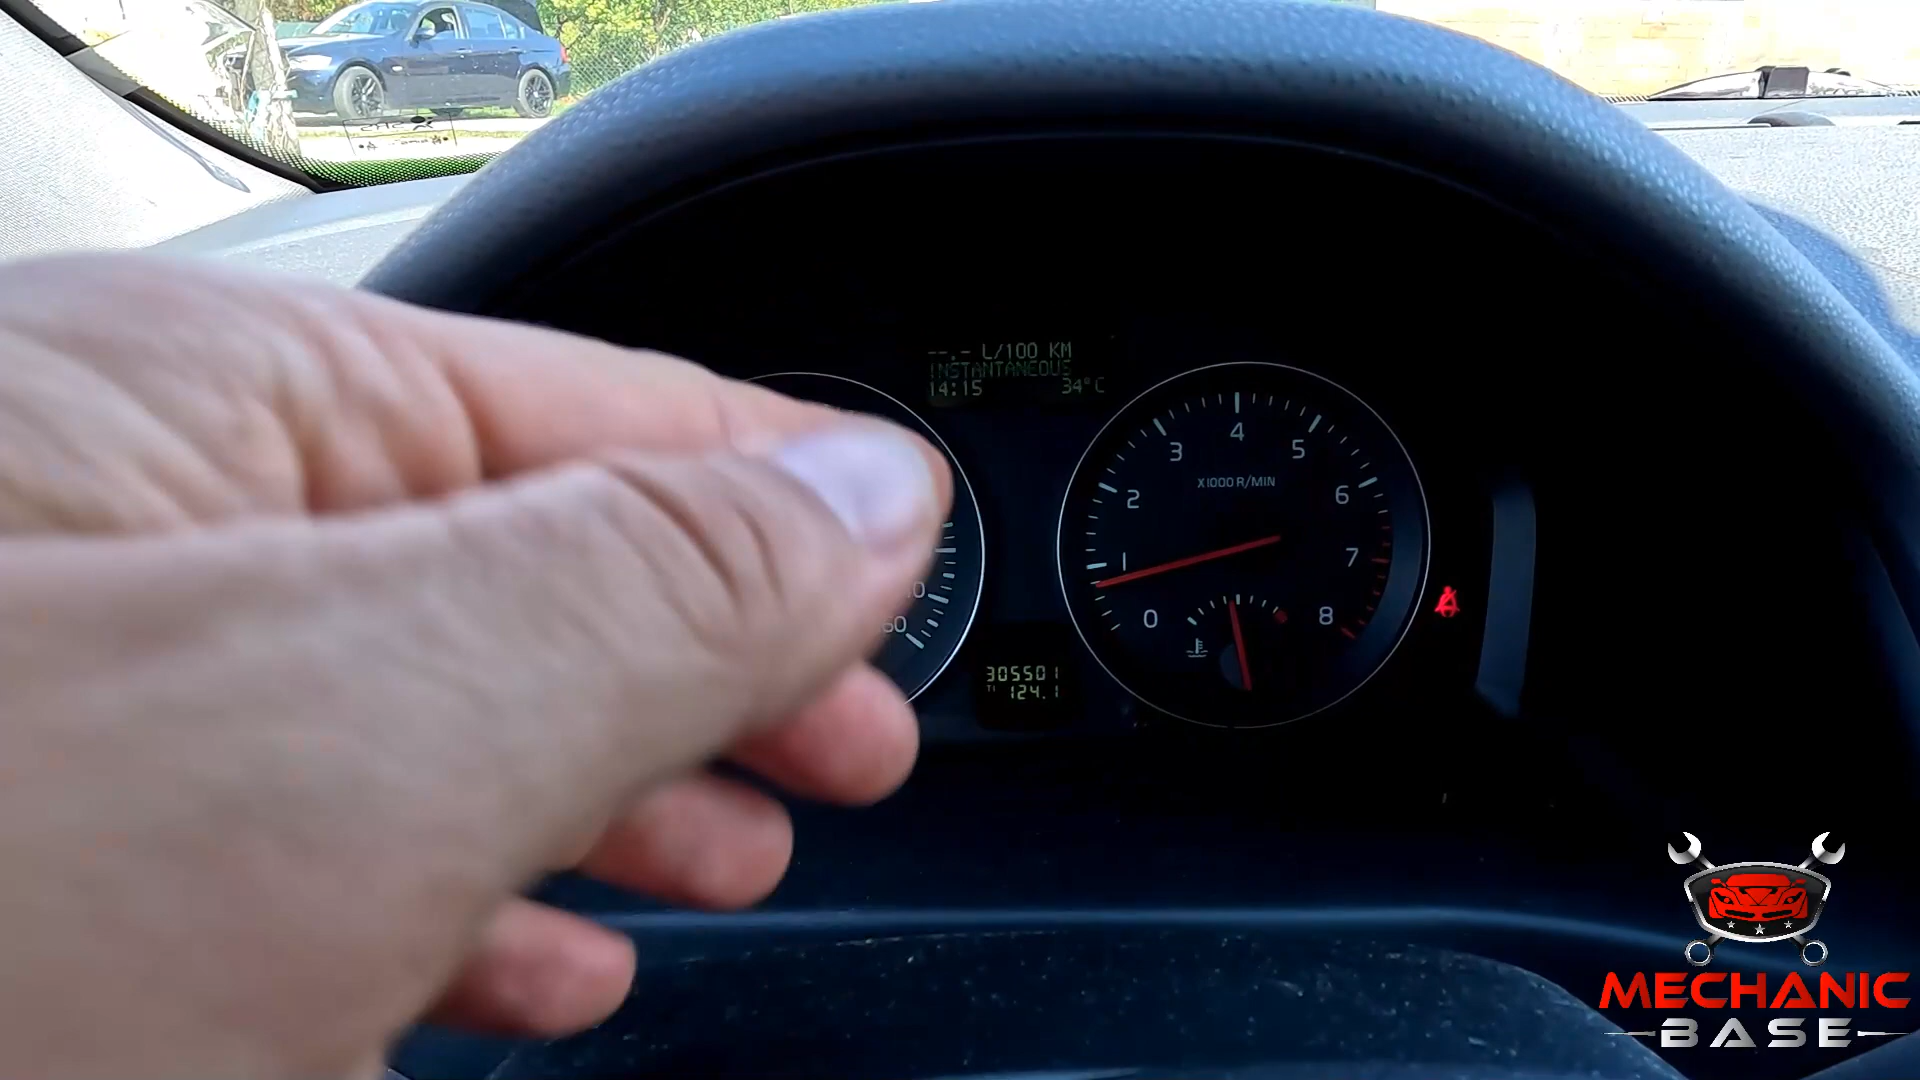 --.- L/100 KM
INSTANTANEOUS
14:15 34°C
0 1 2 3 4 5 6 7 8
X1000 R/MIN
305501
T1 124.1
MECHANIC
BASE